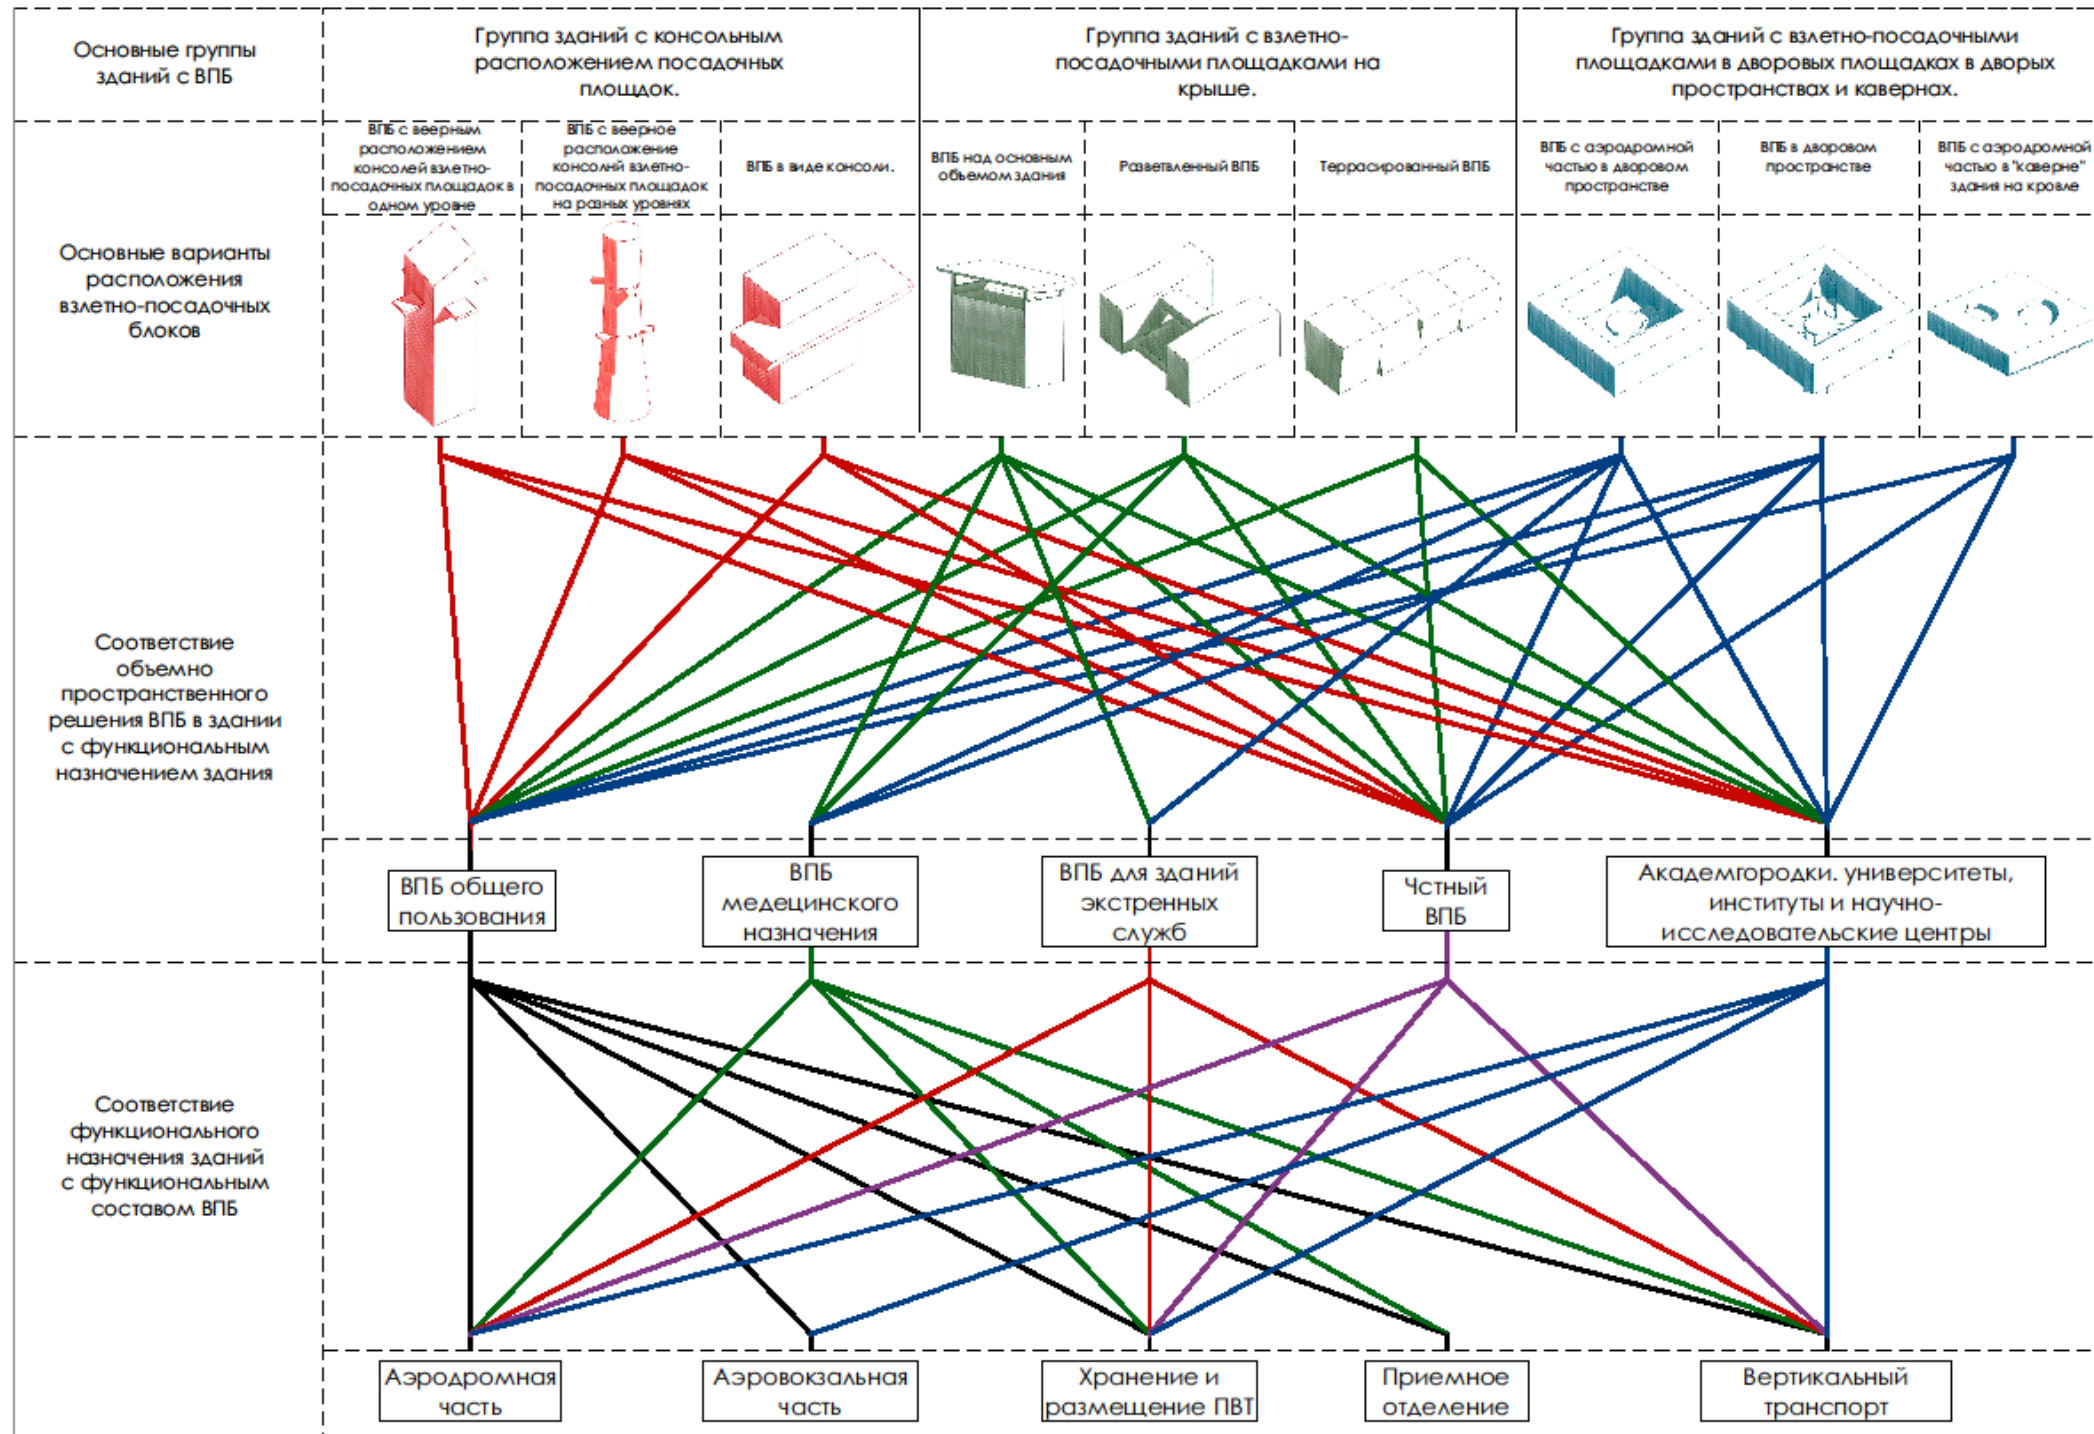 Основные группы
зданий с ВПБ
Группа зданий с консольным
расположением посадочных
площдок.
Группа зданий с взлетно-
посадочными площадками на
крыше.
Группа зданий с взлетно-посадочными
площадками в дворовых площадках в дворых
пространствах и кавернах.
Основные варианты
расположения
взлетно-посадочных
блоков
ВПБ с веерным
расположением
консолей взлетно-
посадочных площадок в
одном уровне
ВПБ с веерное
расположение
консолнй взлетно-
посадочных площадок
на разных уровнях
ВПБ в виде консоли.
ВПБ над основным
объемом здания
Разветвленный ВПБ
Террасированный ВПБ
ВПБ с аэродромной
частью в дворовом
пространстве
ВПБ в дворовом
пространстве
ВПБ с аэродромной
частью в "каверне"
здания на кровле
Соответствие
объемно
пространственного
решения ВПБ в здании
с функциональным
назначением здания
ВПБ общего
пользования
ВПБ
медецинского
назначения
ВПБ для зданий
экстренных
служб
Чстный
ВПБ
Академгородки. университеты,
институты и научно-
исследовательские центры
Соответствие
функционального
назначения зданий
с функциональным
составом ВПБ
Аэродромная
часть
Аэровокзальная
часть
Хранение и
размещение ПВТ
Приемное
отделение
Вертикальный
транспорт